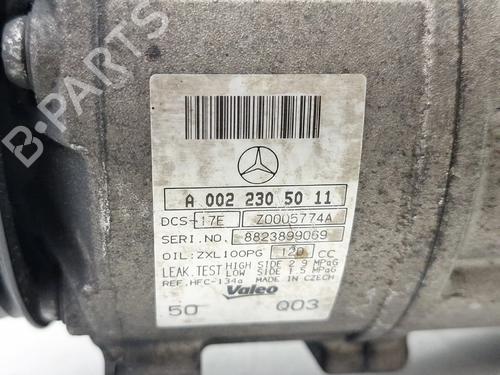 B-PARTS
A 002 230 50 11
DCS-17E Z0005774A
SERI.NO. 8823899069
OIL:ZXL100PG 120 CC
LEAK.TEST HIGH SIDE 2.9 MPaG
LOW SIDE 1.5 MPaG
REF.HFC-134a MADE IN CZECH
Valeo
50 Q03